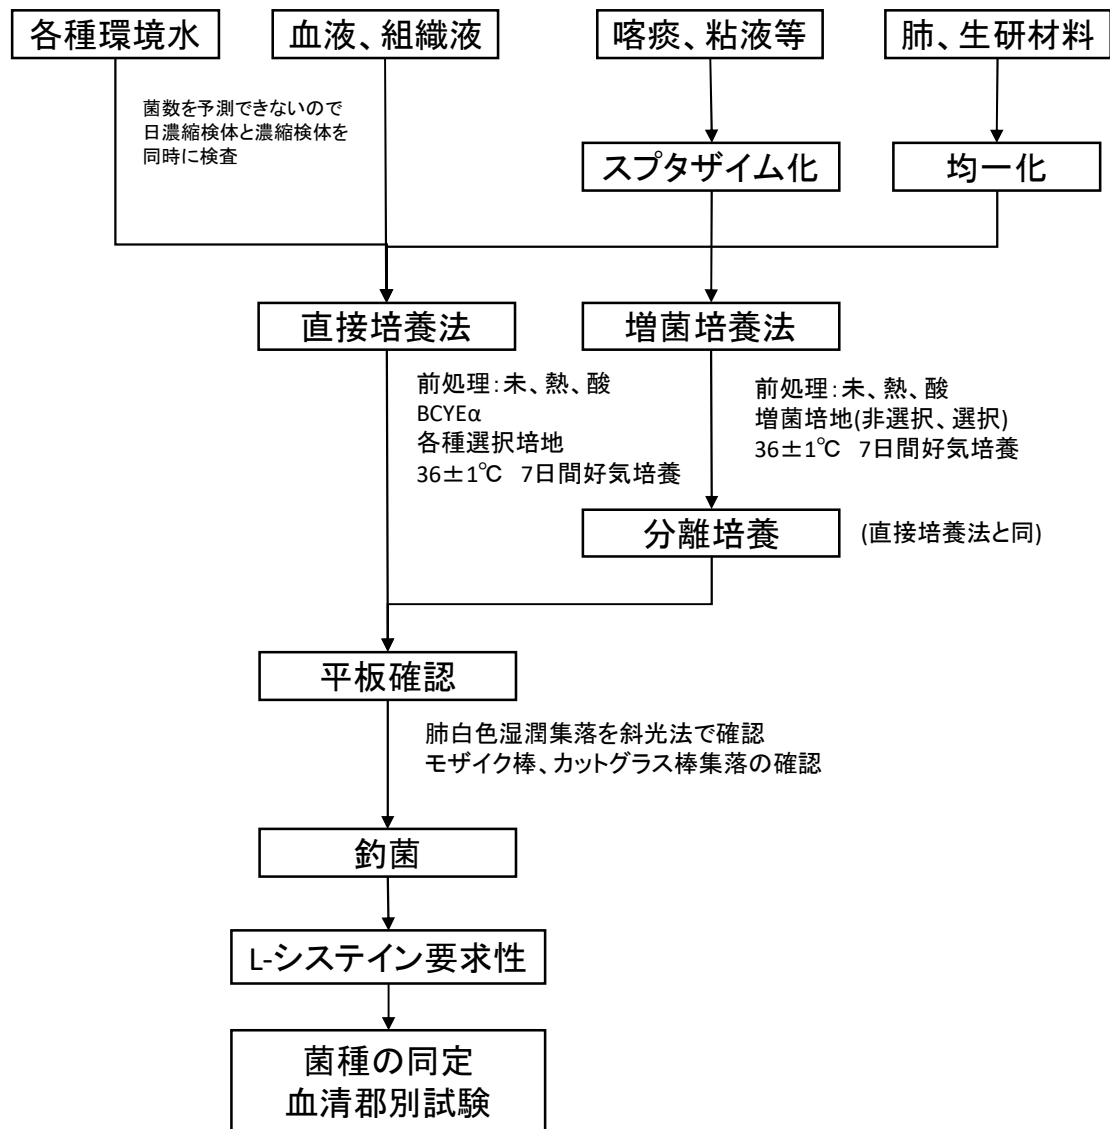 各種環境水
血液、組織液
喀痰、粘液等
肺、生研材料
菌数を予測できないので
日濃縮検体と濃縮検体を
同時に検査
スプタザイム化
均一化
直接培養法
増菌培養法
前処理：未、熱、酸
BCYEα
各種選択培地
36±1℃ 7日間好気培養
前処理：未、熱、酸
増菌培地(非選択、選択)
36±1℃ 7日間好気培養
分離培養
(直接培養法と同)
平板確認
肺白色湿潤集落を斜光法で確認
モザイク棒、カットグラス棒集落の確認
釣菌
L-システイン要求性
菌種の同定
血清郡別試験